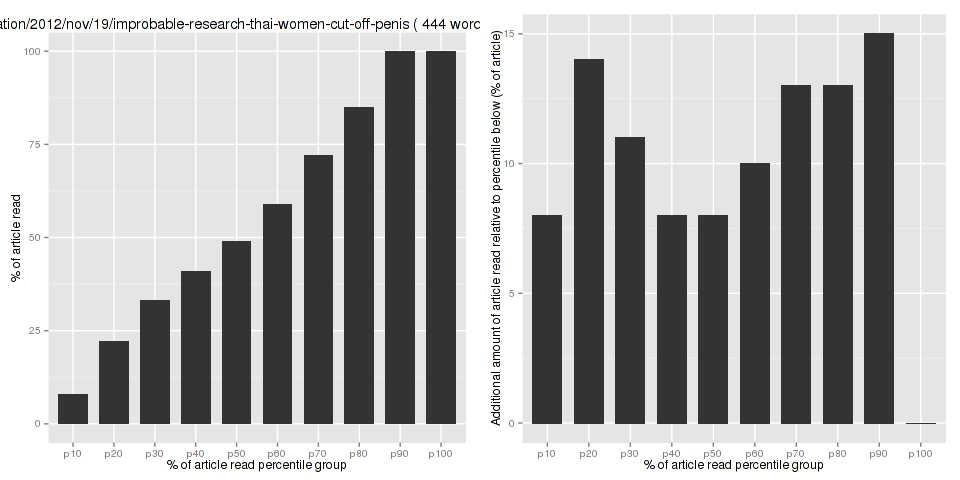 ation/2012/nov/19/improbable-research-thai-women-cut-off-penis ( 444 word
% of article read
100
75
50
25
0
p10 p20 p30 p40 p50 p60 p70 p80 p90 p100
% of article read percentile group
Additional amount of article read relative to percentile below (% of article)
15
10
5
0
p10 p20 p30 p40 p50 p60 p70 p80 p90 p100
% of article read percentile group